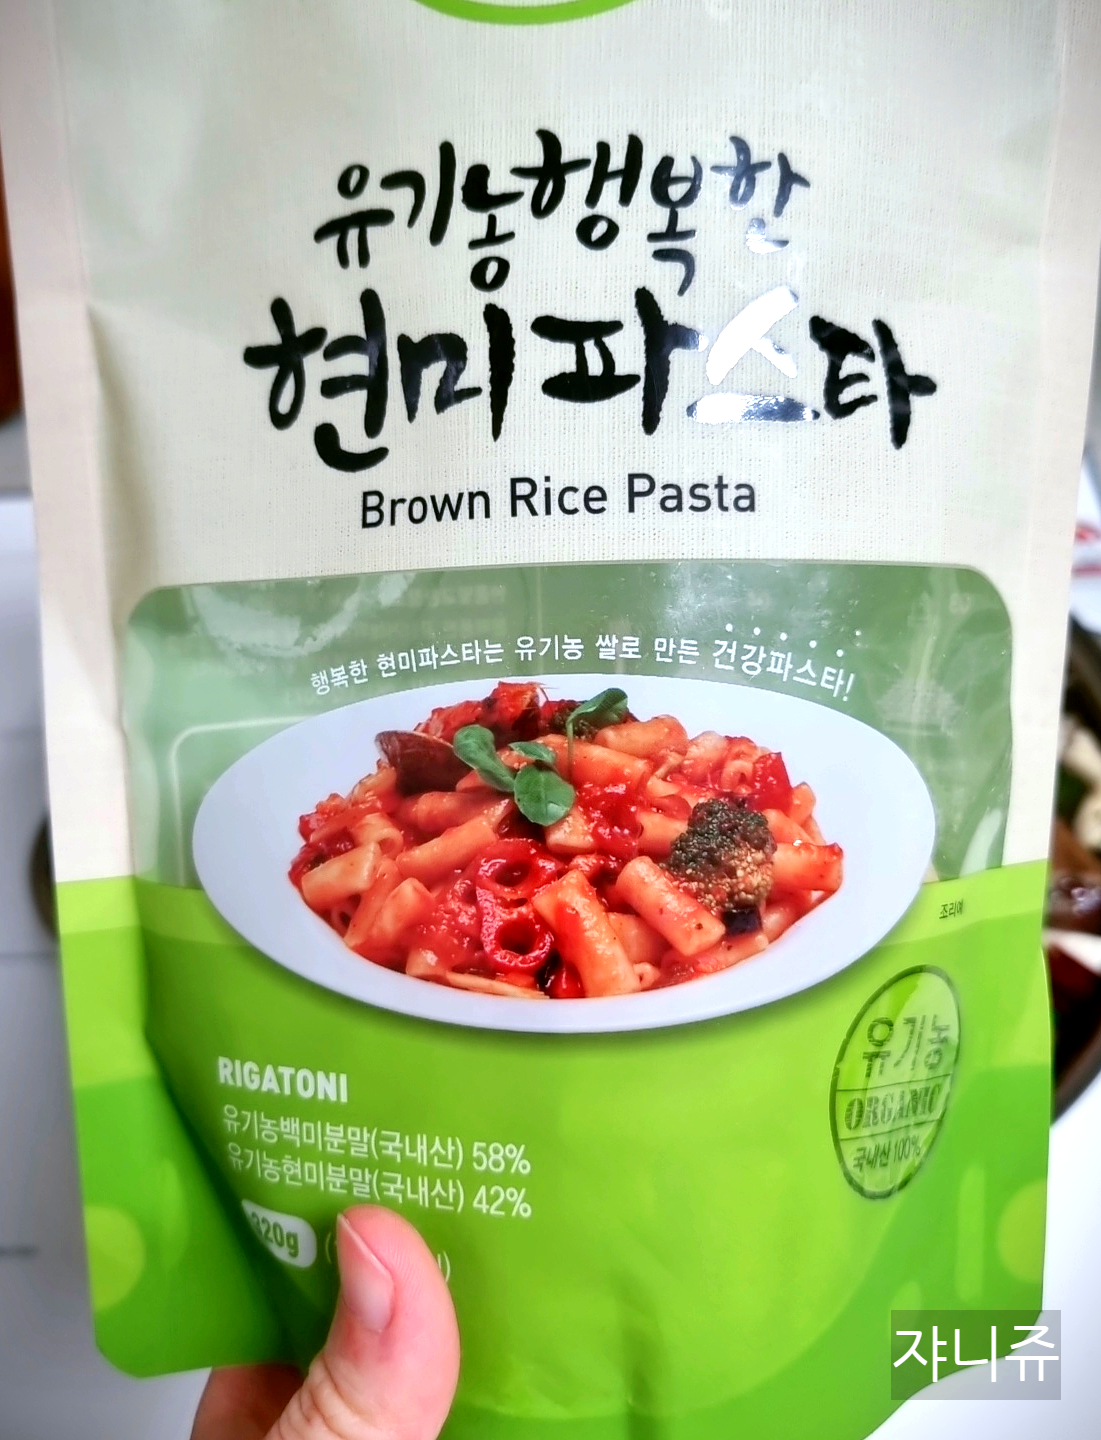 유기농행복한
현미파스타
Brown Rice Pasta
행복한 현미파스타는 유기농 쌀로 만든 건강파스타!
조리예
유기농
ORGANIC
국내산 100%
RIGATONI
유기농백미분말(국내산) 58%
유기농현미분말(국내산) 42%
320g
쟈니쥬